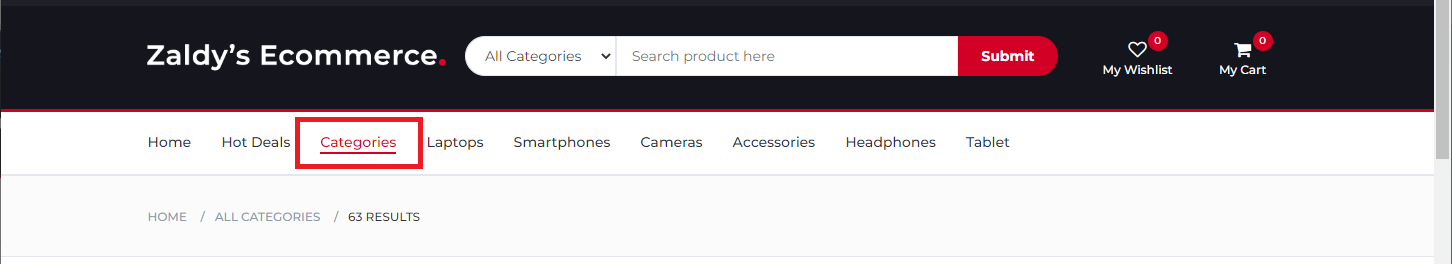 Zaldy’s Ecommerce.
All Categories
Search product here
Submit
0
My Wishlist
0
My Cart
Home Hot Deals Categories Laptops Smartphones Cameras Accessories Headphones Tablet
HOME / ALL CATEGORIES / 63 RESULTS